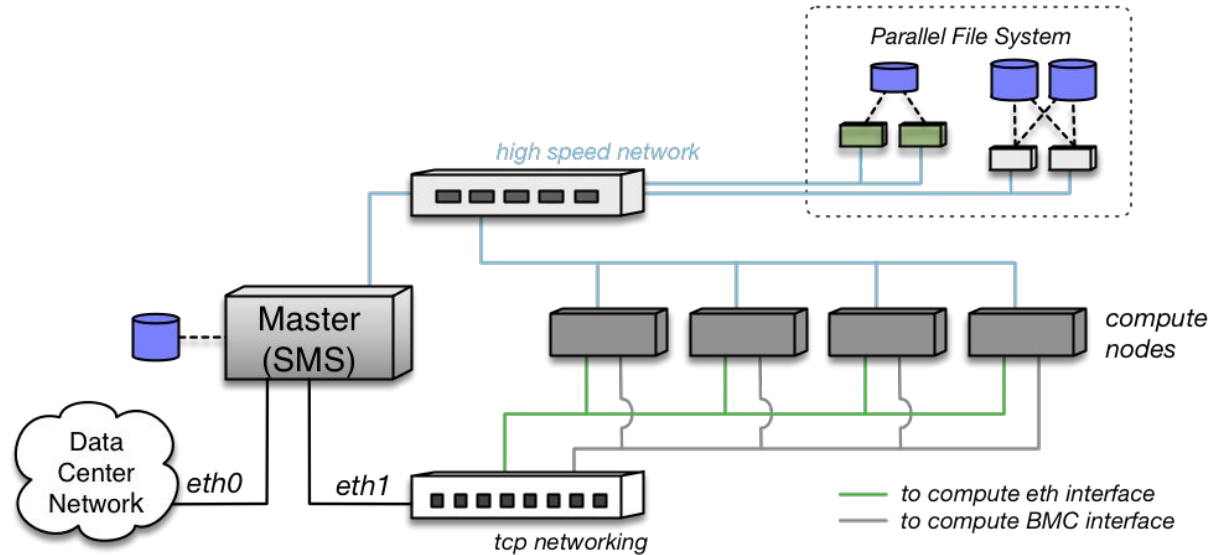 Parallel File System
high speed network
Master
(SMS)
compute
nodes
Data
Center
Network
eth0
eth1
tcp networking
to compute eth interface
to compute BMC interface